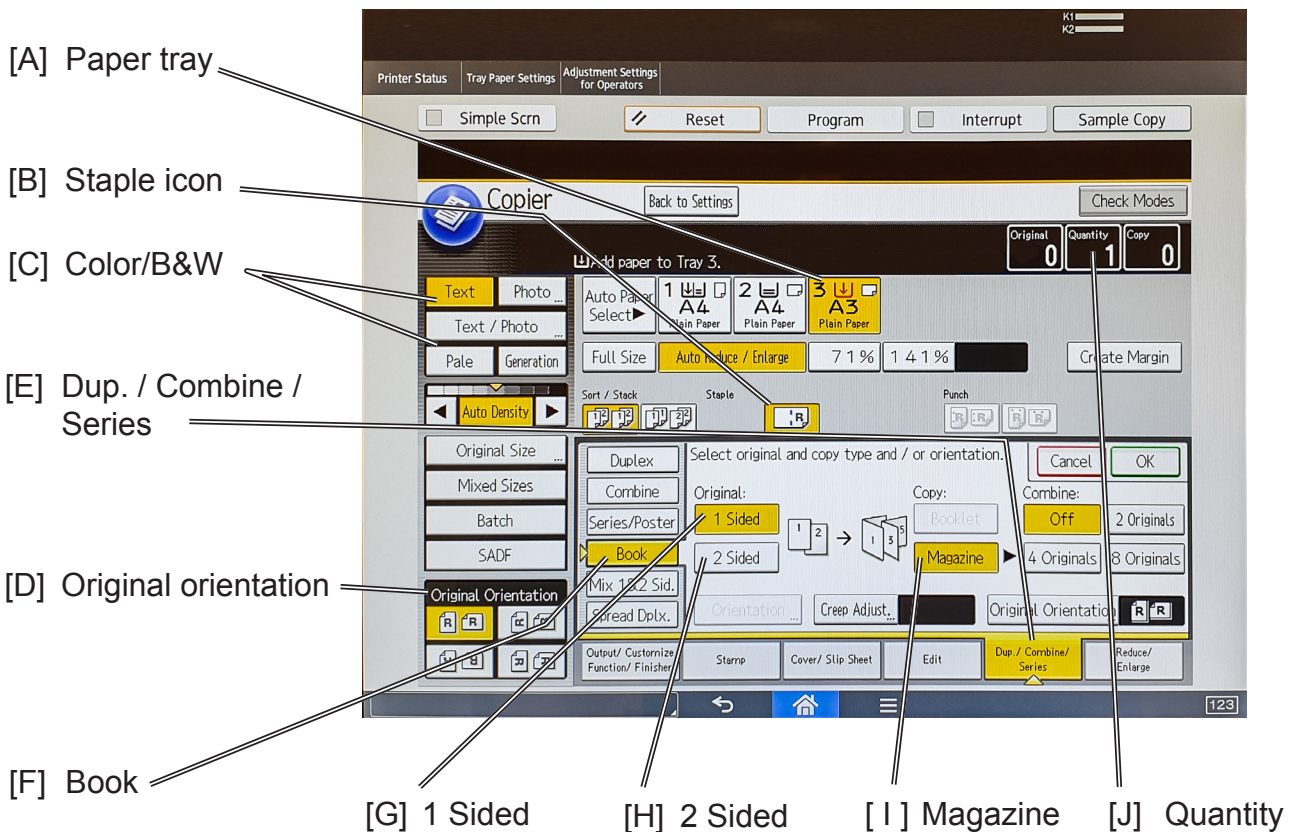 K1
K2
[A] Paper tray
Printer Status
Tray Paper Settings
Adjustment Settings
for Operators
Simple Scrn
Reset
Program
Interrupt
Sample Copy
[B] Staple icon
Copier
Back to Settings
Check Modes
Original
0
Quantity
1
Copy
0
[C] Color/B&W
Add paper to Tray 3.
Text
Photo
Text / Photo
Pale
Generation
Auto Paper
Select▶
1
A4
Plain Paper
2
A4
Plain Paper
3
A3
Plain Paper
Full Size
Auto Reduce / Enlarge
71%
141%
Create Margin
[E] Dup. / Combine /
Series
Auto Density
Sort / Stack
Staple
Punch
Original Size
Mixed Sizes
Batch
SADF
Duplex
Combine
Series/Poster
Book
Mix 1&2 Sid.
Spread Dplx.
Select original and copy type and / or orientation.
Cancel
OK
Original:
1 Sided
2 Sided
Copy:
Booklet
Magazine
Combine:
Off
2 Originals
4 Originals
8 Originals
Orientation
Creep Adjust.
Original Orientation
R R
[D] Original orientation
Original Orientation
Output/ Customize
Function/ Finisher
Stamp
Cover/ Slip Sheet
Edit
Dup./ Combine/
Series
Reduce/
Enlarge
123
[F] Book
[G] 1 Sided
[H] 2 Sided
[ I ] Magazine
[J] Quantity